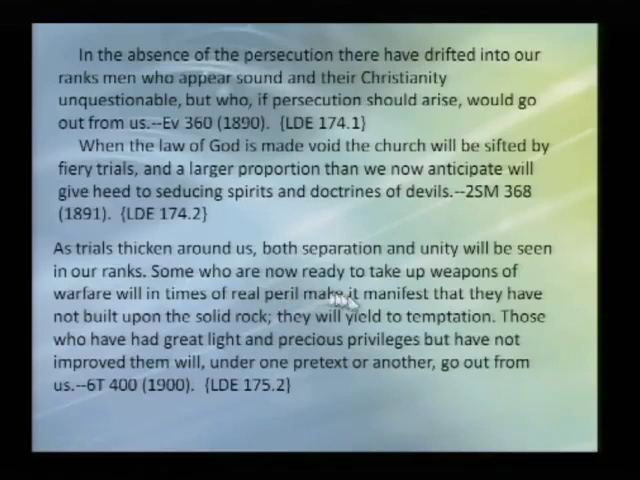 In the absence of the persecution there have drifted into our
ranks men who appear sound and their Christianity
unquestionable, but who, if persecution should arise, would go
out from us.--Ev 360 (1890).  {LDE 174.1}
When the law of God is made void the church will be sifted by
fiery trials, and a larger proportion than we now anticipate will
give heed to seducing spirits and doctrines of devils.--2SM 368
(1891).  {LDE 174.2}
As trials thicken around us, both separation and unity will be seen
in our ranks. Some who are now ready to take up weapons of
warfare will in times of real peril make it manifest that they have
not built upon the solid rock; they will yield to temptation. Those
who have had great light and precious privileges but have not
improved them will, under one pretext or another, go out from
us.--6T 400 (1900).  {LDE 175.2}